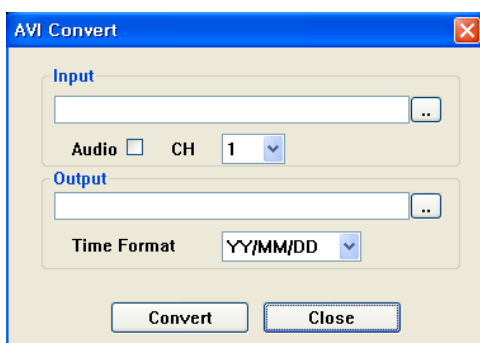 AVI Convert
Input
..
Audio CH 1
Output
..
Time Format YY/MM/DD
Convert Close